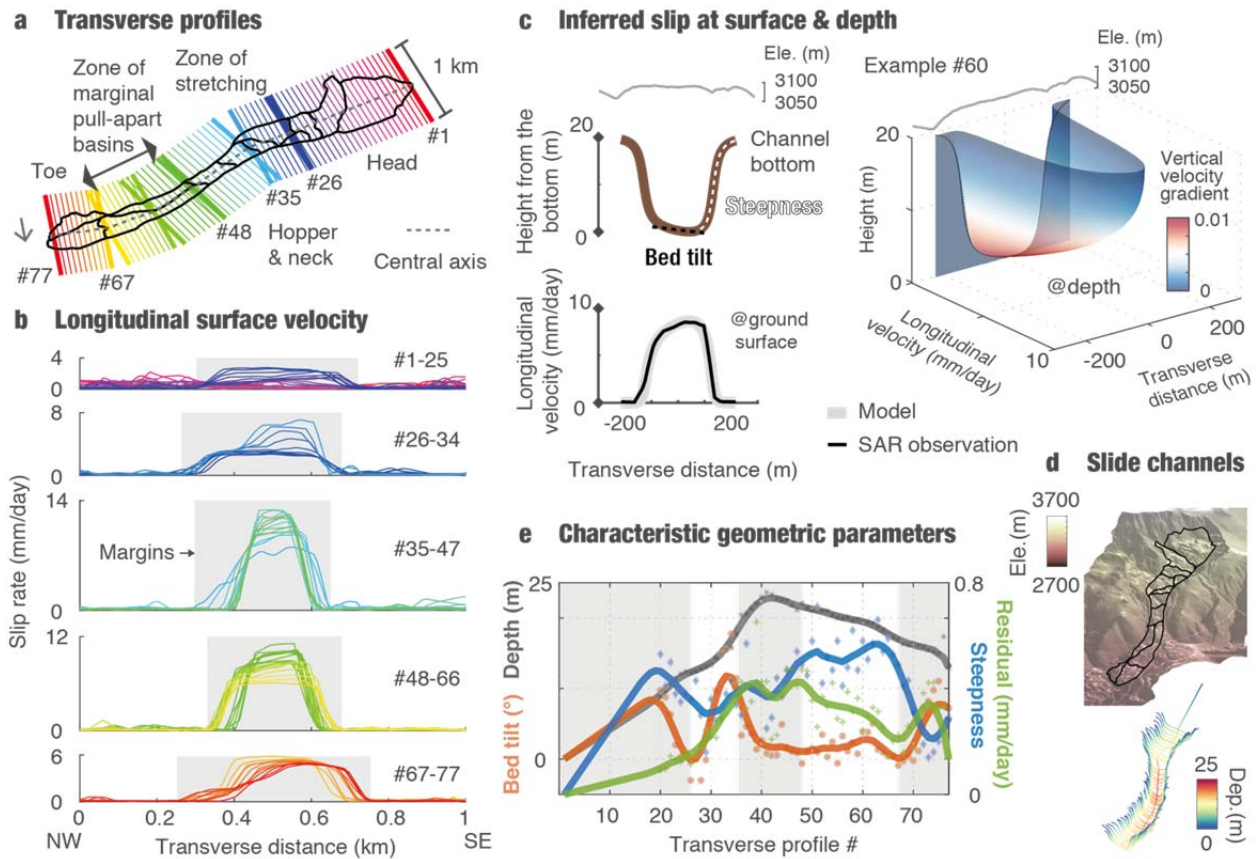 a Transverse profiles
Zone of
marginal
pull-apart
basins
Zone of
stretching
1 km
#1
Head
#26
#35
Toe
#48
Hopper
& neck
Central axis
#77
#67
b Longitudinal surface velocity
4
0
#1-25
8
0
#26-34
14
0
#35-47
Margins
12
0
#48-66
6
0
#67-77
Slip rate (mm/day)
0 0.2 0.4 0.6 0.8 1
NW Transverse distance (km) SE
c Inferred slip at surface & depth
Ele. (m)
3100
3050
20
0
Height from the
bottom (m)
Channel
bottom
Steepness
Bed tilt
10
0
Longitudinal
velocity (mm/day)
@ground
surface
-200 0 200
Transverse distance (m)
Model
SAR observation
Example #60
Ele. (m)
3100
3050
20
10
0
Height (m)
Vertical
velocity
gradient
0.01
0
@depth
Longitudinal
velocity (mm/day)
10
-200
0
200
Transverse
distance (m)
d Slide channels
3700
2700
Ele.(m)
25
0
Dep.(m)
e Characteristic geometric parameters
25
0
Bed tilt (°) Depth (m)
0.8
0
Steepness
Residual (mm/day)
10 20 30 40 50 60 70
Transverse profile #